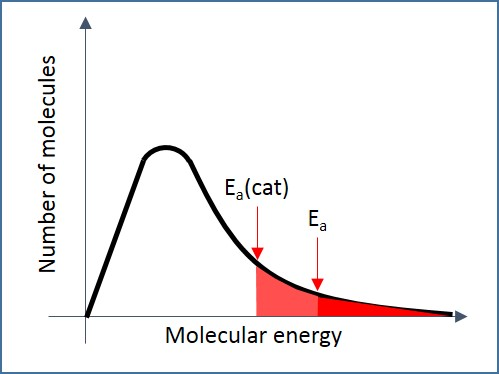 Number of molecules
Ea(cat)
Ea
Molecular energy